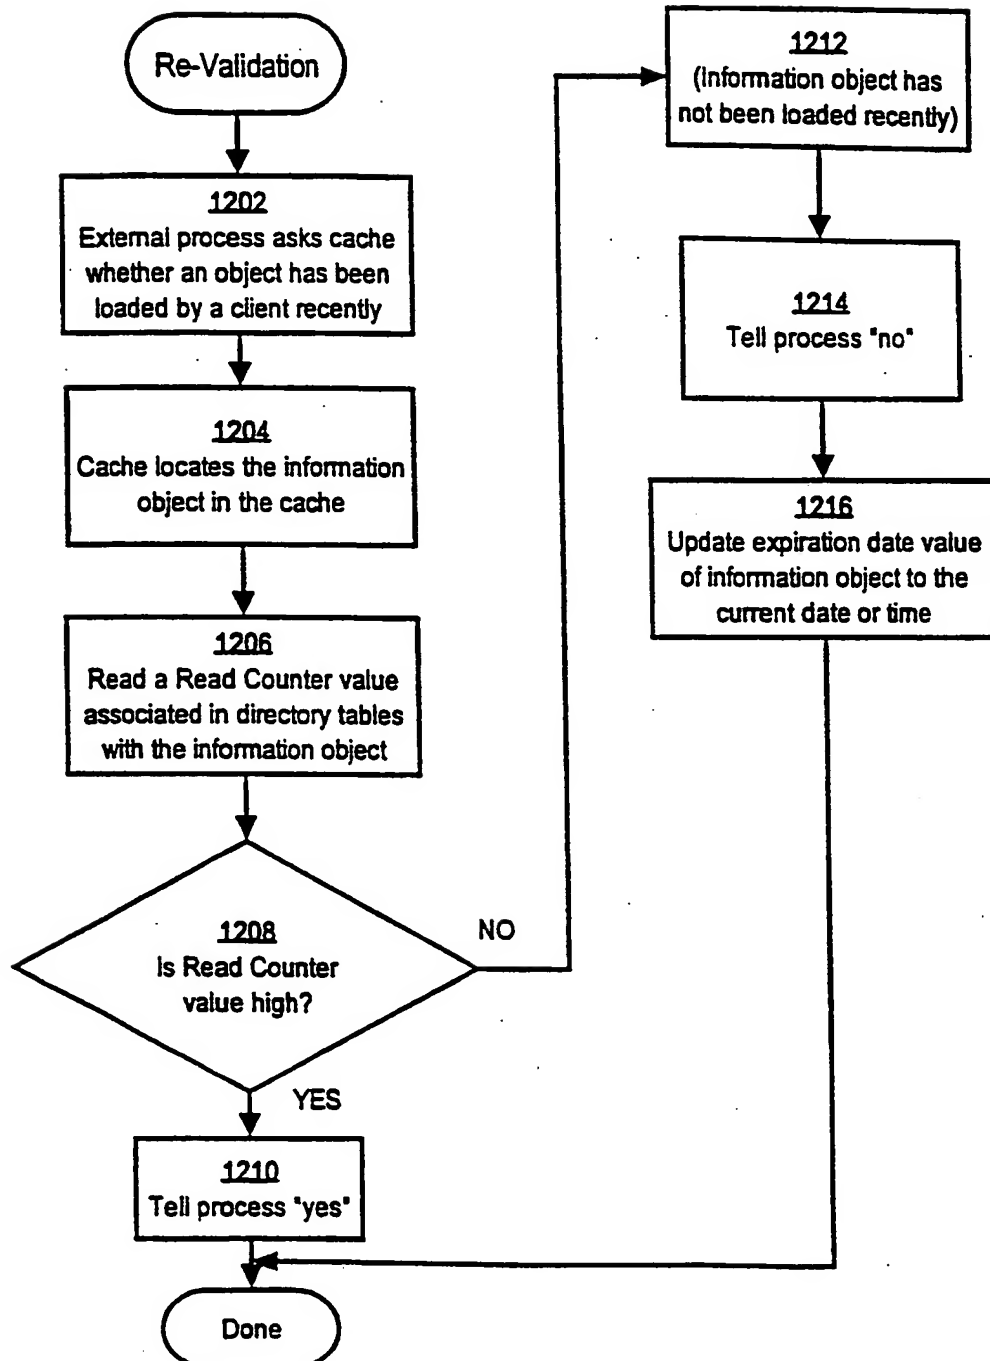 Re-Validation
1202
External process asks cache
whether an object has been
loaded by a client recently
1204
Cache locates the information
object in the cache
1206
Read a Read Counter value
associated in directory tables
with the information object
1208
Is Read Counter
value high?
NO
YES
1210
Tell process "yes"
Done
1212
(Information object has
not been loaded recently)
1214
Tell process "no"
1216
Update expiration date value
of information object to the
current date or time